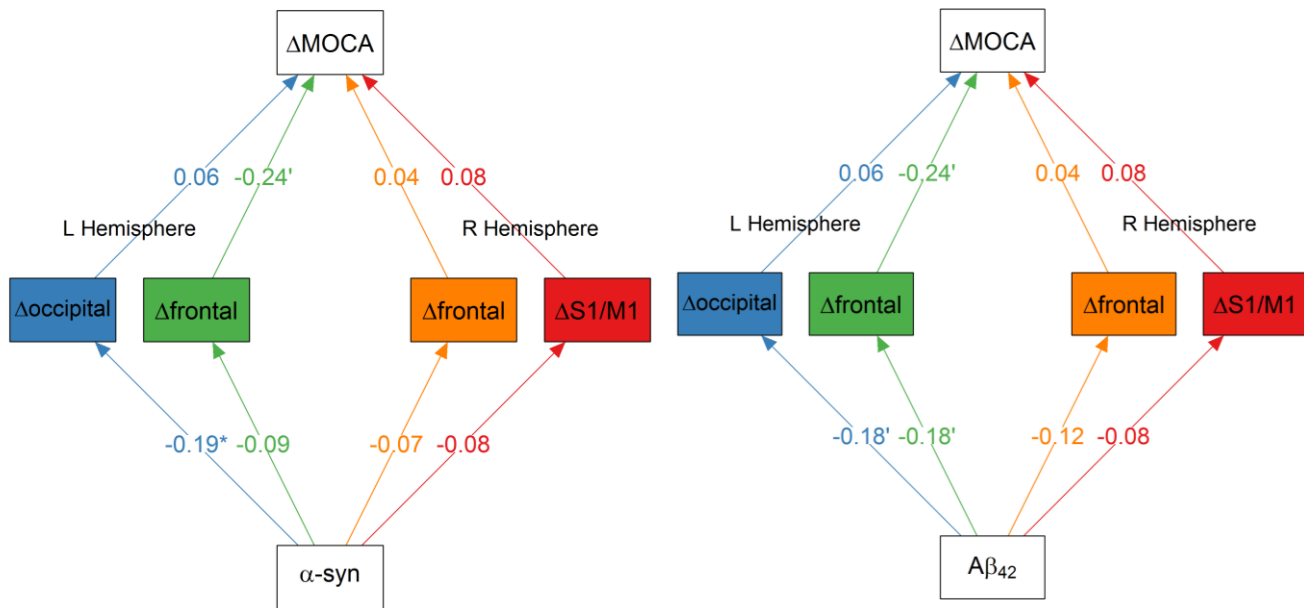 ΔMOCA
0.06 -0.24' 0.04 0.08
L Hemisphere R Hemisphere
Δoccipital Δfrontal Δfrontal ΔS1/M1
-0.19* -0.09 -0.07 -0.08
α-syn
ΔMOCA
0.06 -0.24' 0.04 0.08
L Hemisphere R Hemisphere
Δoccipital Δfrontal Δfrontal ΔS1/M1
-0.18' -0.18' -0.12 -0.08
Aβ₄₂